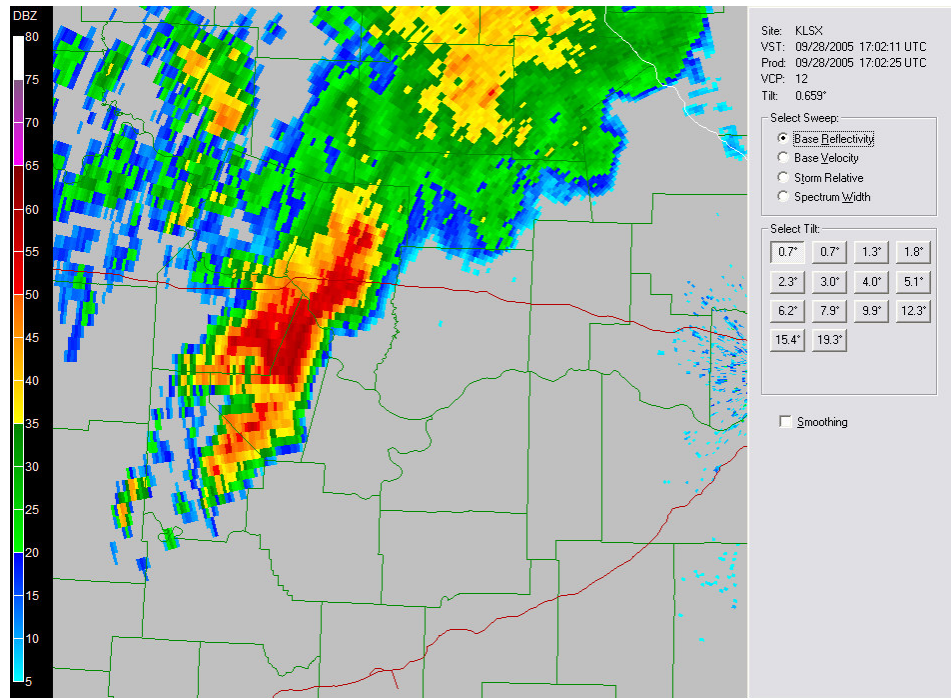 DBZ
80
75
70
65
60
55
50
45
40
35
30
25
20
15
10
5
Site: KLSX
VST: 09/28/2005 17:02:11 UTC
Prod: 09/28/2005 17:02:25 UTC
VCP: 12
Tilt: 0.659°
Select Sweep:
Base Reflectivity
Base Velocity
Storm Relative
Spectrum Width
Select Tilt:
0.7° 0.7° 1.3° 1.8°
2.3° 3.0° 4.0° 5.1°
6.2° 7.9° 9.9° 12.3°
15.4° 19.3°
Smoothing